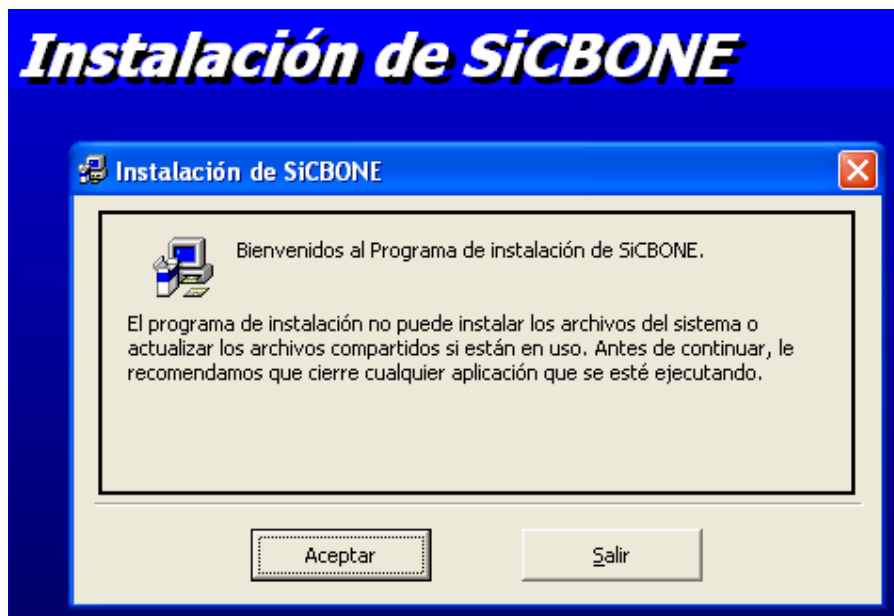 Instalación de SiCBONE
Instalación de SiCBONE
Bienvenidos al Programa de instalación de SiCBONE.
El programa de instalación no puede instalar los archivos del sistema o
actualizar los archivos compartidos si están en uso. Antes de continuar, le
recomendamos que cierre cualquier aplicación que se esté ejecutando.
Aceptar
Salir